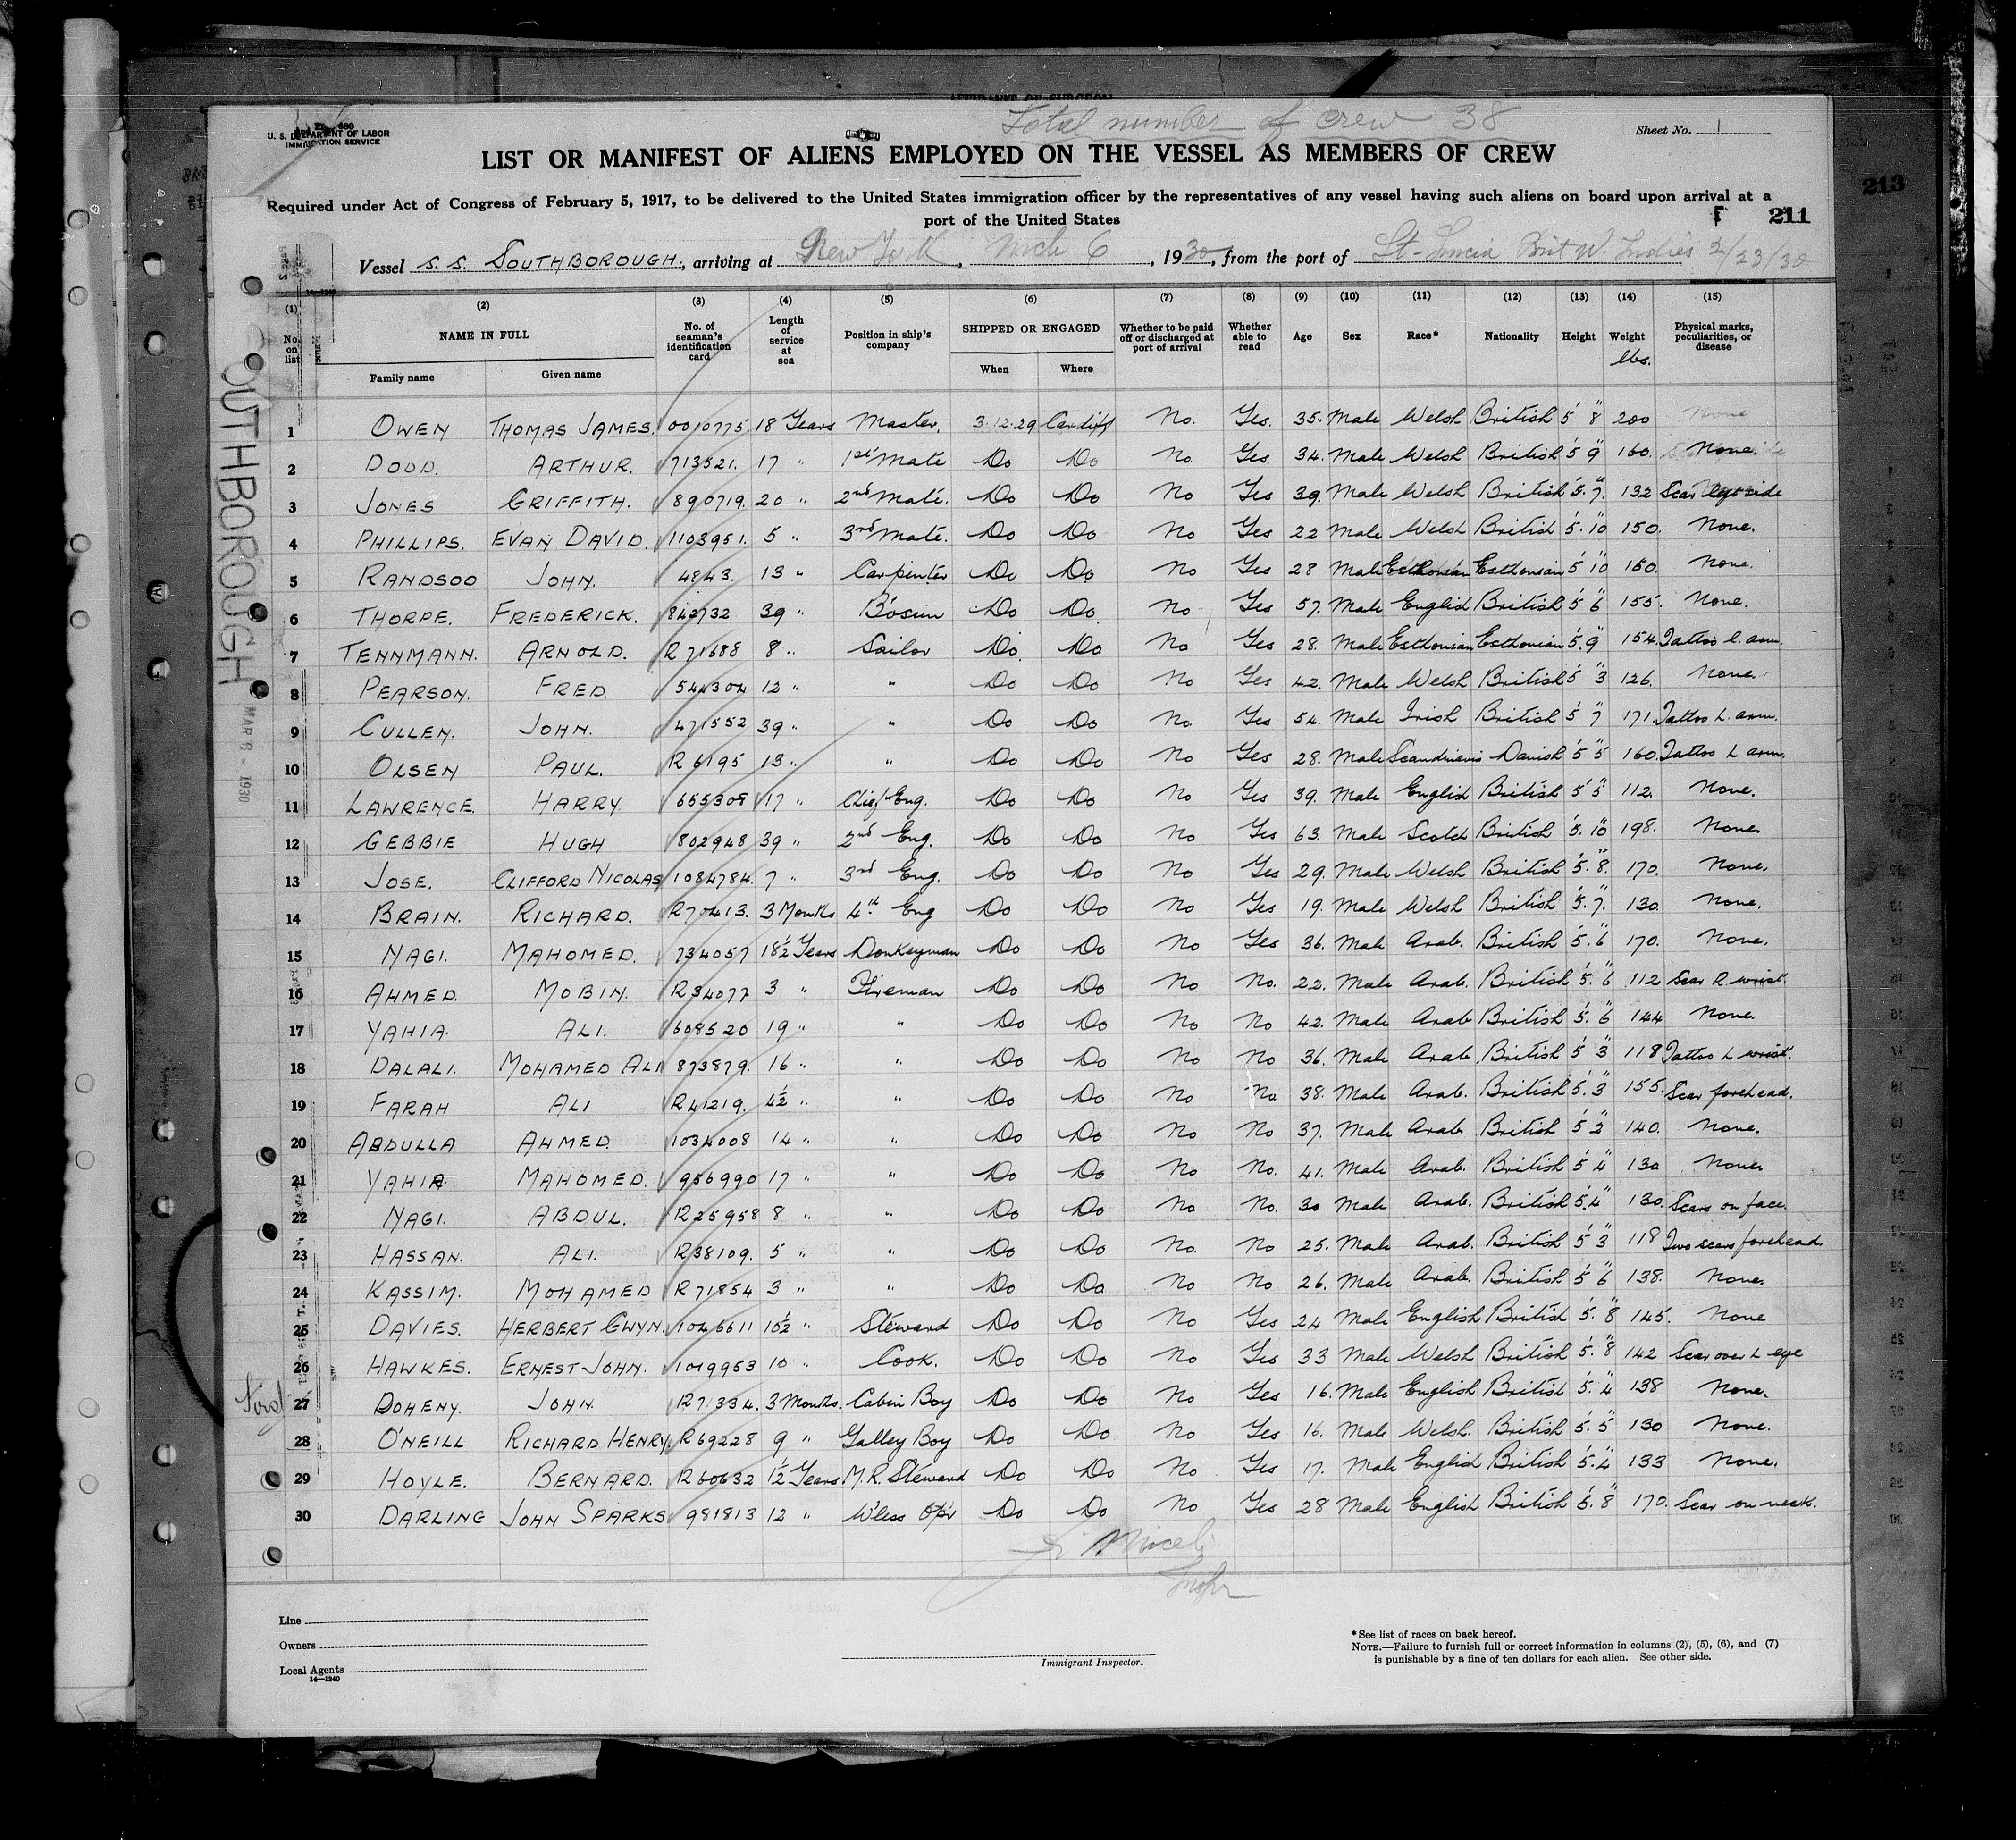 Total number of crew 38
U. S. DEPARTMENT OF LABOR
IMMIGRATION SERVICE
Sheet No. 1
LIST OR MANIFEST OF ALIENS EMPLOYED ON THE VESSEL AS MEMBERS OF CREW
Required under Act of Congress of February 5, 1917, to be delivered to the United States immigration officer by the representatives of any vessel having such aliens on board upon arrival at a
port of the United States
211
213
Vessel S. S. SOUTHBOROUGH, arriving at New York, Mch 6, 1930, from the port of St-Lucia Brit W. Indies 2/23/30
(1) (2) (3) (4) (5) (6) (7) (8) (9) (10) (11) (12) (13) (14) (15)
No. on list NAME IN FULL Family name Given name No. of seaman's identification card Length of service at sea Position in ship's company SHIPPED OR ENGAGED When Where Whether to be paid off or discharged at port of arrival Whether able to read Age Sex Race* Nationality Height Weight lbs. Physical marks, peculiarities, or disease
1 OWEN THOMAS JAMES. 0010775. 18 Years Master. 3.12.29 Cardiff No. Yes. 35. Male Welsh British 5' 8" 200 None
2 DODD. ARTHUR. 713521. 17 " 1st Mate Do Do No Yes. 34. Male Welsh British 5' 9" 160. None.
3 JONES GRIFFITH. 890719. 20 " 2nd Mate. Do Do No Yes 39. Male Welsh British 5'. 7" 132 Scar left side
4 PHILLIPS. EVAN DAVID. 1103951. 5 " 3rd Mate. Do Do No Yes 22 Male Welsh British 5'. 10" 150. None.
5 RANDSOO JOHN. 4843. 13 " Carpenter Do Do No Yes 28 Male Esthonian Esthonian 5' 10" 150. None.
6 THORPE. FREDERICK. 842732 39 " Bosun Do Do. No Yes 57. Male English British 5' 6" 155. None.
7 TENNMANN. ARNOLD. R 71688 8 " Sailor Do Do No Yes 28. Male Esthonian Esthonian 5'. 9" 154. Tattoo L. arm.
8 PEARSON. FRED. 544304 12 " " Do Do No Yes 42. Male Welsh British 5' 3" 126. None.
9 CULLEN. JOHN. 471552 39 " " Do Do No. Yes 54. Male Irish British 5' 7" 171. Tattoo L. arm.
10 OLSEN PAUL. R 6195 13 " " Do Do No Yes 28. Male Scandinavia Danish 5' 5" 160. Tattoo L arm.
11 LAWRENCE. HARRY 655309 17 " Chief Eng. Do Do No Yes 39. Male English British 5' 5" 112. None.
12 GEBBIE HUGH 802948 39 " 2nd Eng. Do Do No Yes 63. Male Scotch British 5'. 10" 198. None.
13 JOSE. CLIFFORD NICOLAS 1084784. 7 " 3rd Eng. Do Do No Yes 29. Male Welsh British 5'. 8". 170. None.
14 BRAIN. RICHARD. R70413. 3 Months 4th Eng Do Do No Yes 19. Male Welsh British 5'. 7". 130. None.
15 NAGI. MAHOMED. 734057 18½ Years Donkeyman Do Do No Yes 36. Male Arab. British 5'. 6" 170. None.
16 AHMED. MOBIN. R34077 3 " Fireman Do Do No No. 22. Male Arab. British 5'. 6" 112 Scar R. wrist.
17 YAHIA. ALI. 608520 19 " " Do Do No No 42. Male Arab British 5'. 6" 144 None.
18 DALALI. MOHAMED ALI 873879. 16 " " Do Do No No 36. Male Arab. British 5' 3" 118 Tattoo L wrist.
19 FARAH ALI R41219. 4½ " " Do Do No No 38. Male Arab. British 5'. 3" 155. Scar forehead.
20 ABDULLA AHMED. 1034008 14 " " Do Do No No 37. Male Arab British 5' 2" 140. None.
21 YAHIA MAHOMED. 956990 17 " " Do Do No No. 41. Male Arab. British 5' 4" 130 None.
22 NAGI. ABDUL. R25958 8 " " Do Do No No. 30 Male Arab. British 5'. 4" 130. Scars on face.
23 HASSAN. ALI. R38109. 5 " " Do Do No. No 25. Male Arab. British 5' 3" 118 Two scars forehead.
24 KASSIM. MOHAMED R71854 3 " " Do Do No No 26. Male Arab. British 5' 6" 138. None.
25 DAVIES. HERBERT GWYN. 1046611 10½ " Steward Do Do No Yes 24 Male English British 5'. 8" 145. None
26 HAWKES. ERNEST JOHN. 1019953 10 " Cook. Do Do No Yes 33 Male Welsh British 5'. 8" 142 Scar over L eye
27 DOHENY. JOHN. R71334. 3 Months. Cabin Boy Do Do No Yes 16. Male English British 5'. 4" 138 None.
28 O'NEILL RICHARD HENRY. R69228 9 " Galley Boy Do Do No Yes 16. Male Welsh. British 5'. 5" 130 None.
29 HOYLE. BERNARD. R60632 1½ Years M.R. Steward Do Do No. Yes 17. Male English British 5'. 4" 133 None.
30 DARLING JOHN SPARKS 981813 12 " W'less Op'r Do Do No Yes 28 Male English British 5'. 8" 170. Scar on neck.
SOUTHBOROUGH
MAR 6 - 1930
Line
Owners
Local Agents
14—1240
Immigrant Inspector.
*See list of races on back hereof.
NOTE.—Failure to furnish full or correct information in columns (2), (5), (6), and (7)
is punishable by a fine of ten dollars for each alien. See other side.